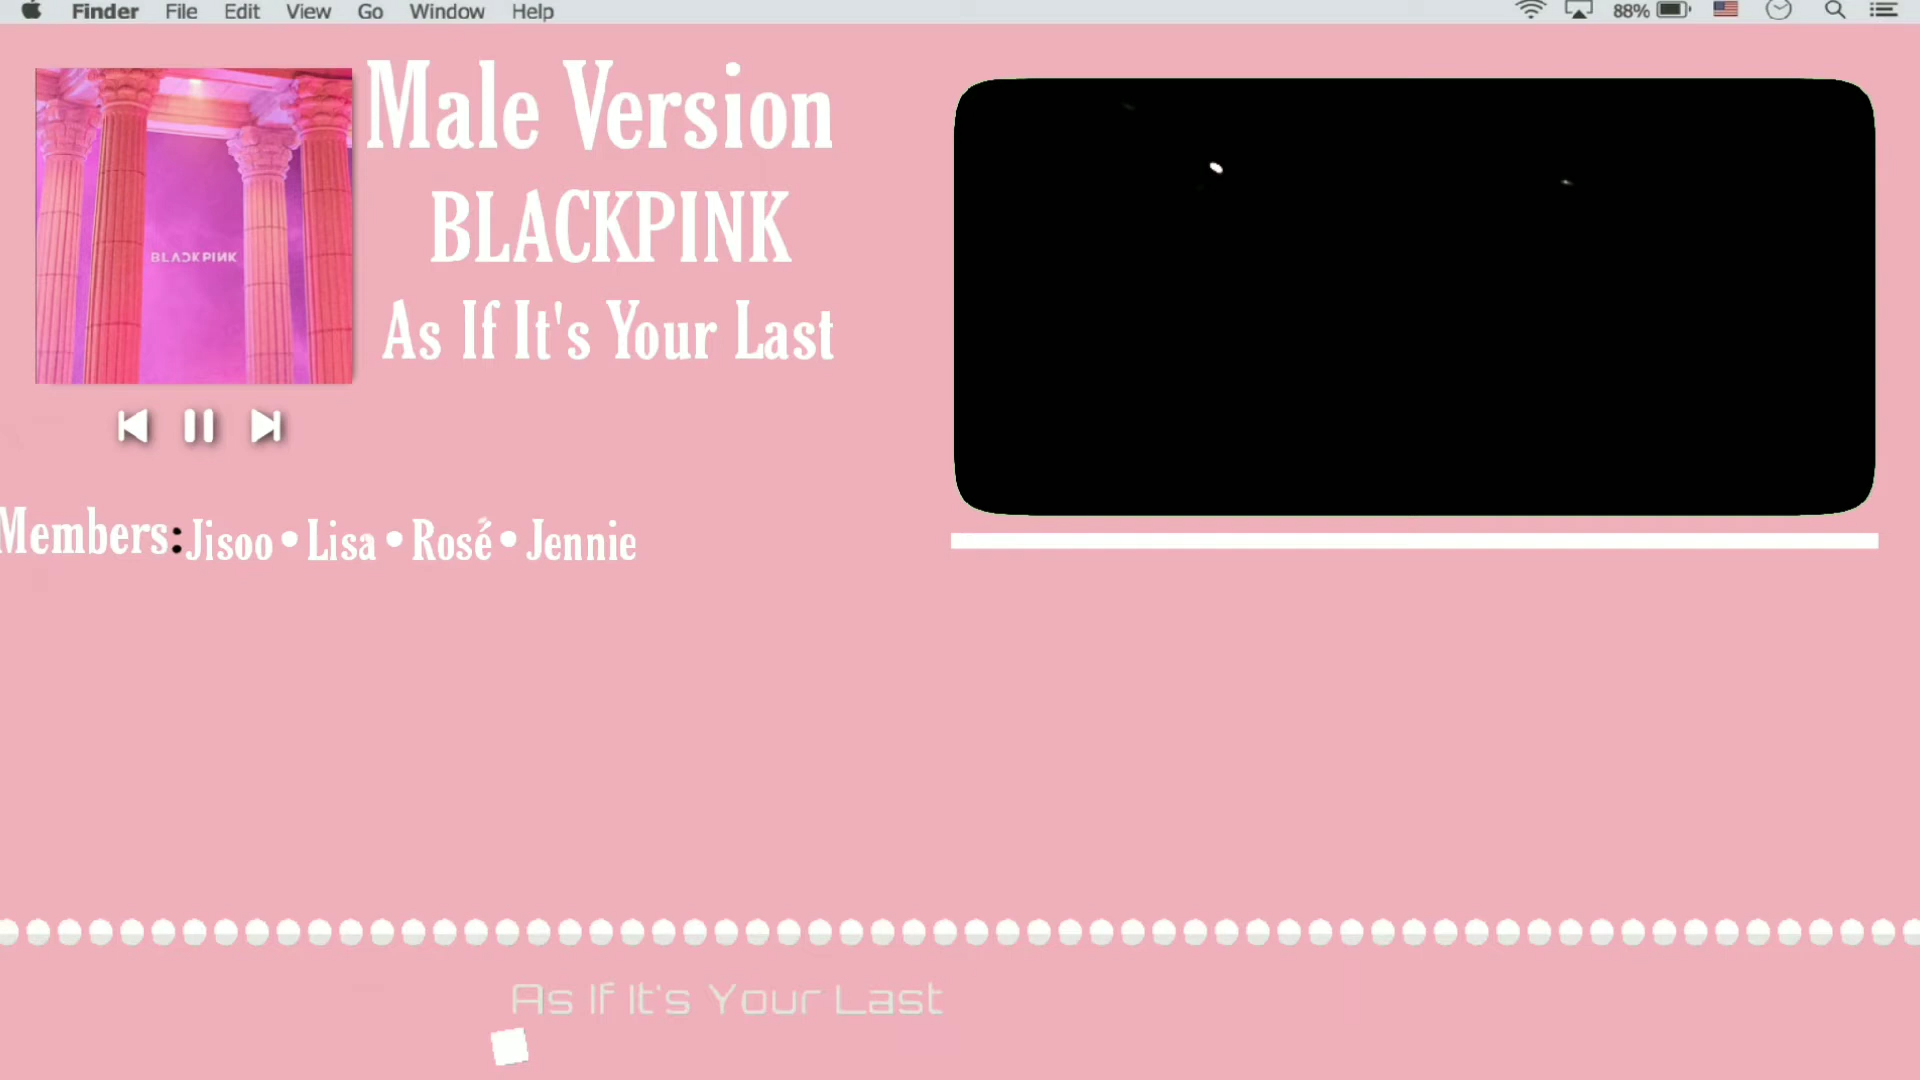 Finder File Edit View Go Window Help 88%
Male Version
BLACKPINK
As If It's Your Last
BLACKPINK
Members: Jisoo • Lisa • Rosé • Jennie
As If It's Your Last